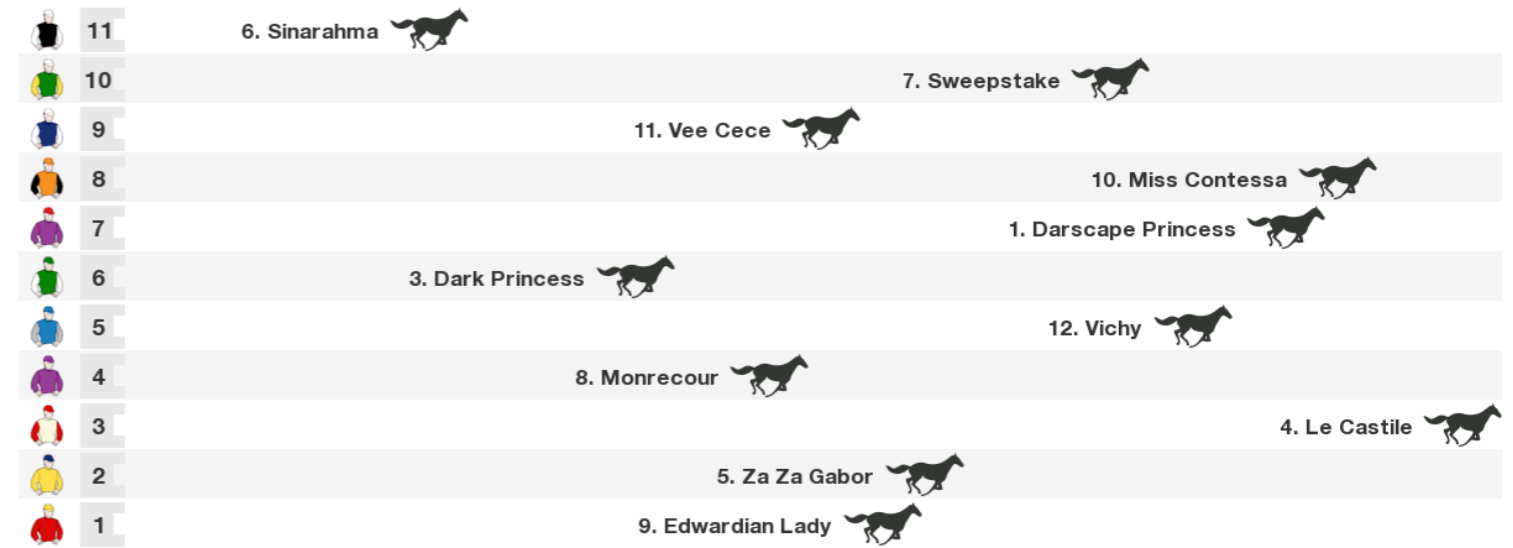 11 6. Sinarahma
10 7. Sweepstake
9 11. Vee Cece
8 10. Miss Contessa
7 1. Darscape Princess
6 3. Dark Princess
5 12. Vichy
4 8. Monrecour
3 4. Le Castile
2 5. Za Za Gabor
1 9. Edwardian Lady